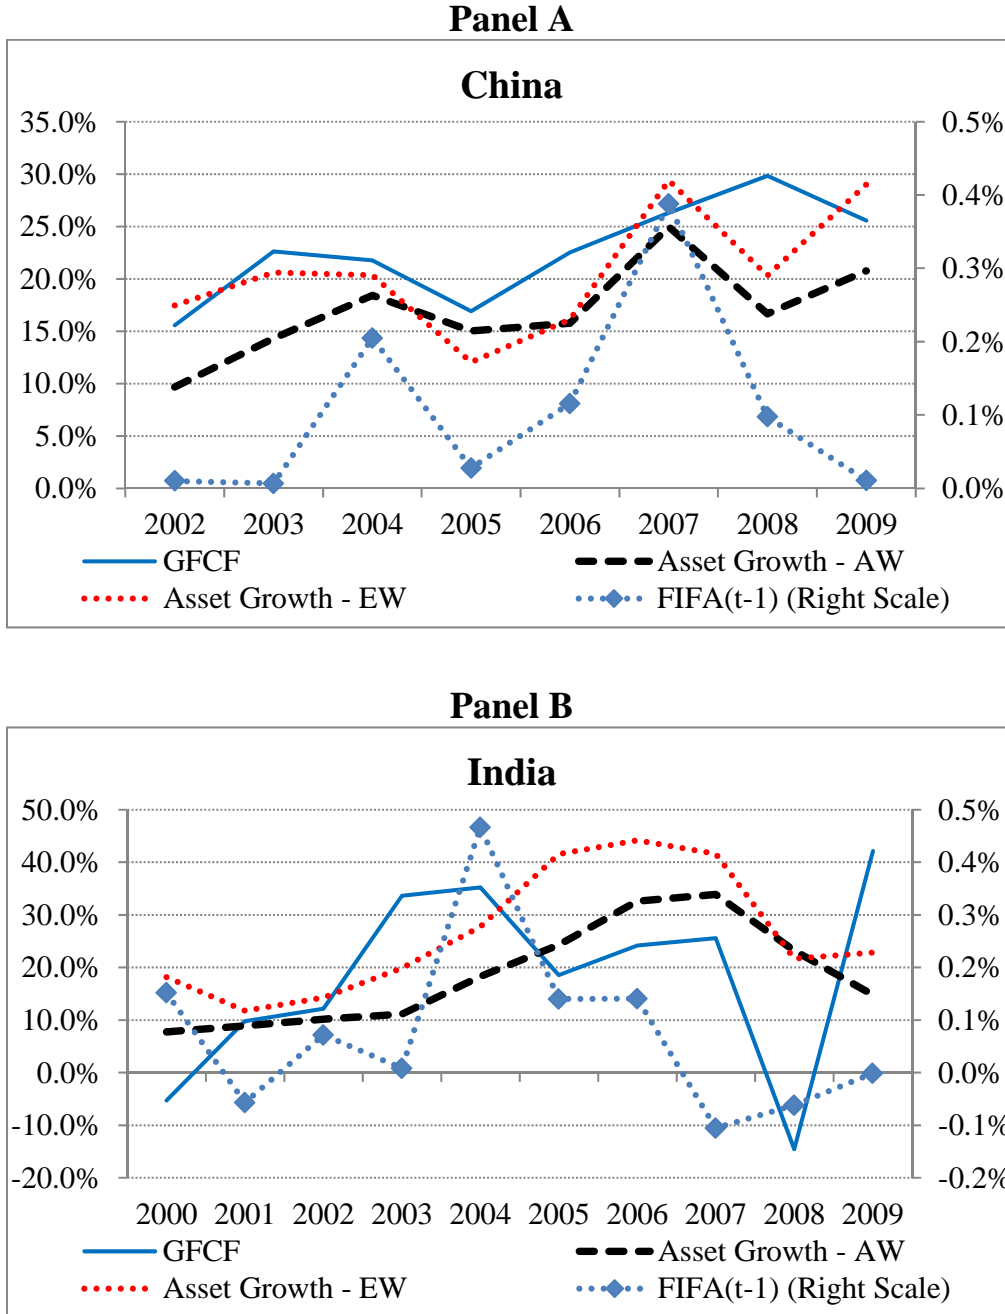 Panel A
China
35.0% 0.5%
30.0%
0.4%
25.0%
20.0% 0.3%
15.0% 0.2%
10.0%
0.1%
5.0%
0.0% 0.0%
2002 2003 2004 2005 2006 2007 2008 2009
GFCF Asset Growth - AW
Asset Growth - EW FIFA(t-1) (Right Scale)
Panel B
India
50.0% 0.5%
40.0% 0.4%
30.0% 0.3%
20.0% 0.2%
10.0% 0.1%
0.0% 0.0%
-10.0% -0.1%
-20.0% -0.2%
2000 2001 2002 2003 2004 2005 2006 2007 2008 2009
GFCF Asset Growth - AW
Asset Growth - EW FIFA(t-1) (Right Scale)